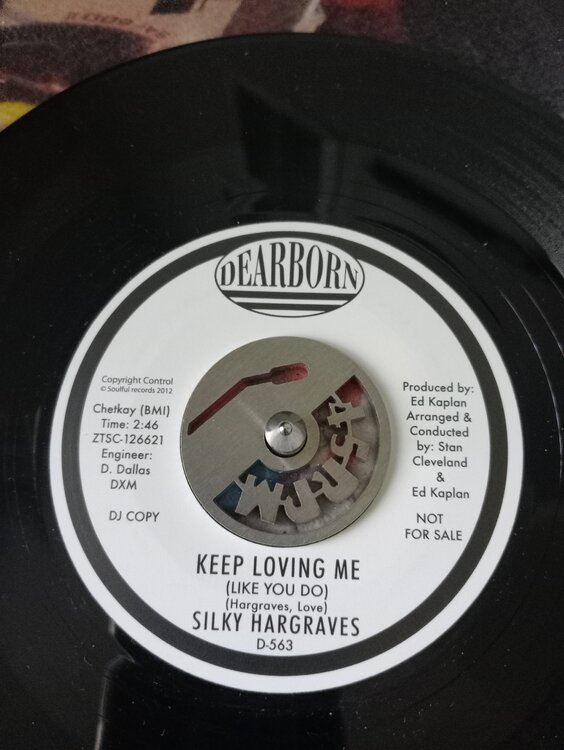 DEARBORN
Copyright Control
© Soulful records 2012
Chetkay (BMI)
Time: 2:46
ZTSC-126621
Engineer:
D. Dallas
DXM
DJ COPY
Produced by:
Ed Kaplan
Arranged &
Conducted
by: Stan
Cleveland
&
Ed Kaplan
NOT
FOR SALE
KEEP LOVING ME
(LIKE YOU DO)
(Hargraves, Love)
SILKY HARGRAVES
D-563